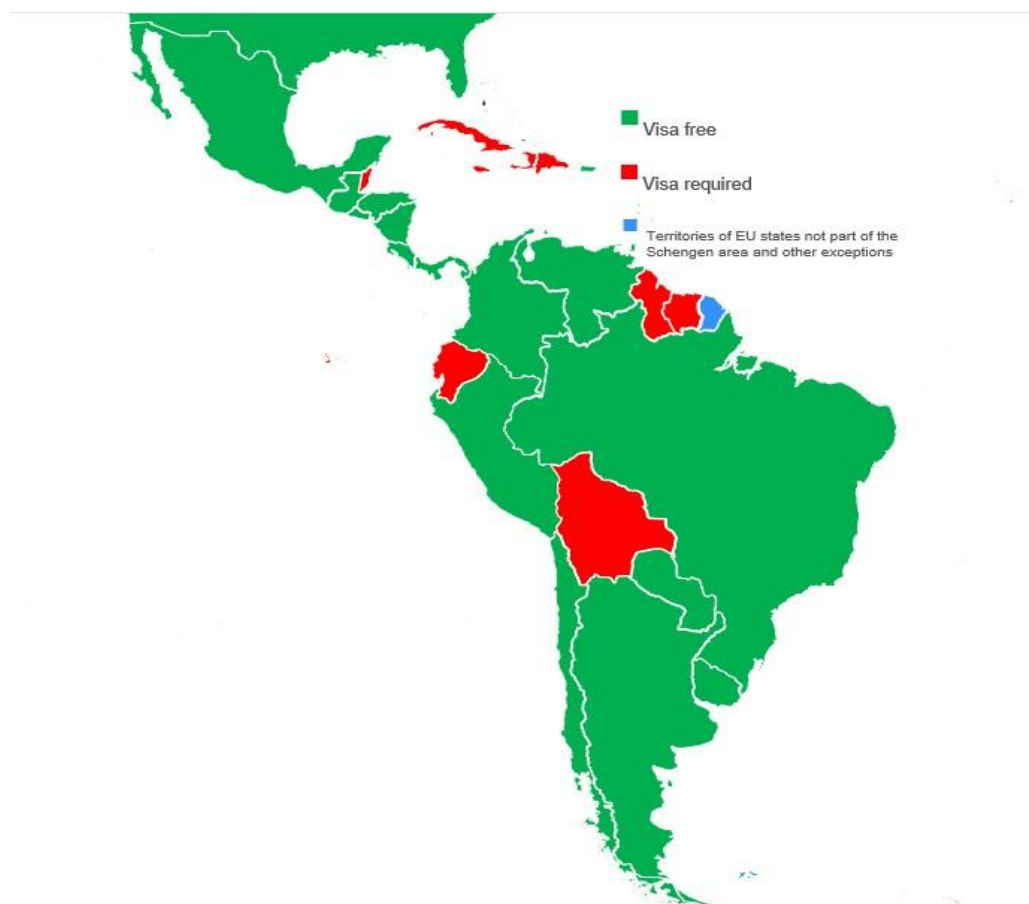 Visa free
Visa required
Territories of EU states not part of the
Schengen area and other exceptions